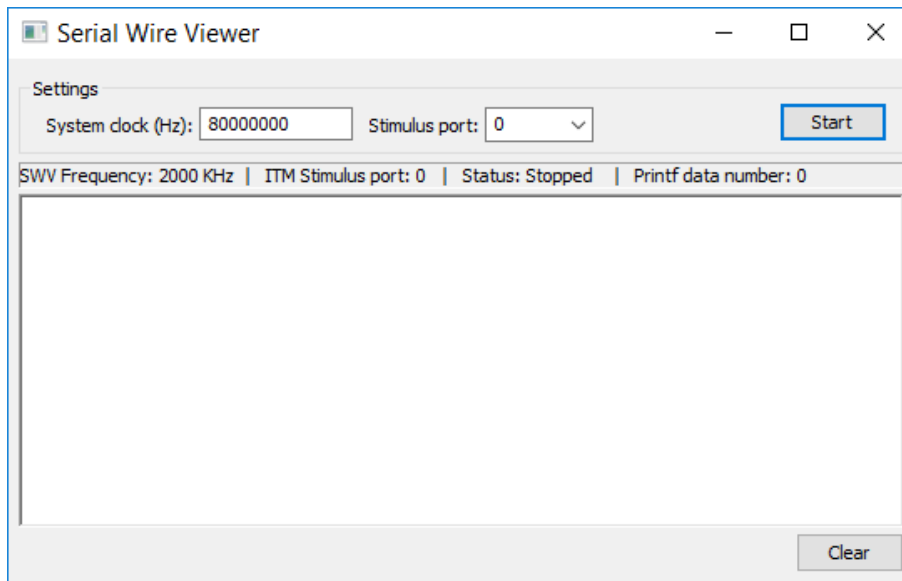 Serial Wire Viewer
Settings
System clock (Hz): 80000000 Stimulus port: 0 Start
SWV Frequency: 2000 KHz | ITM Stimulus port: 0 | Status: Stopped | Printf data number: 0
Clear